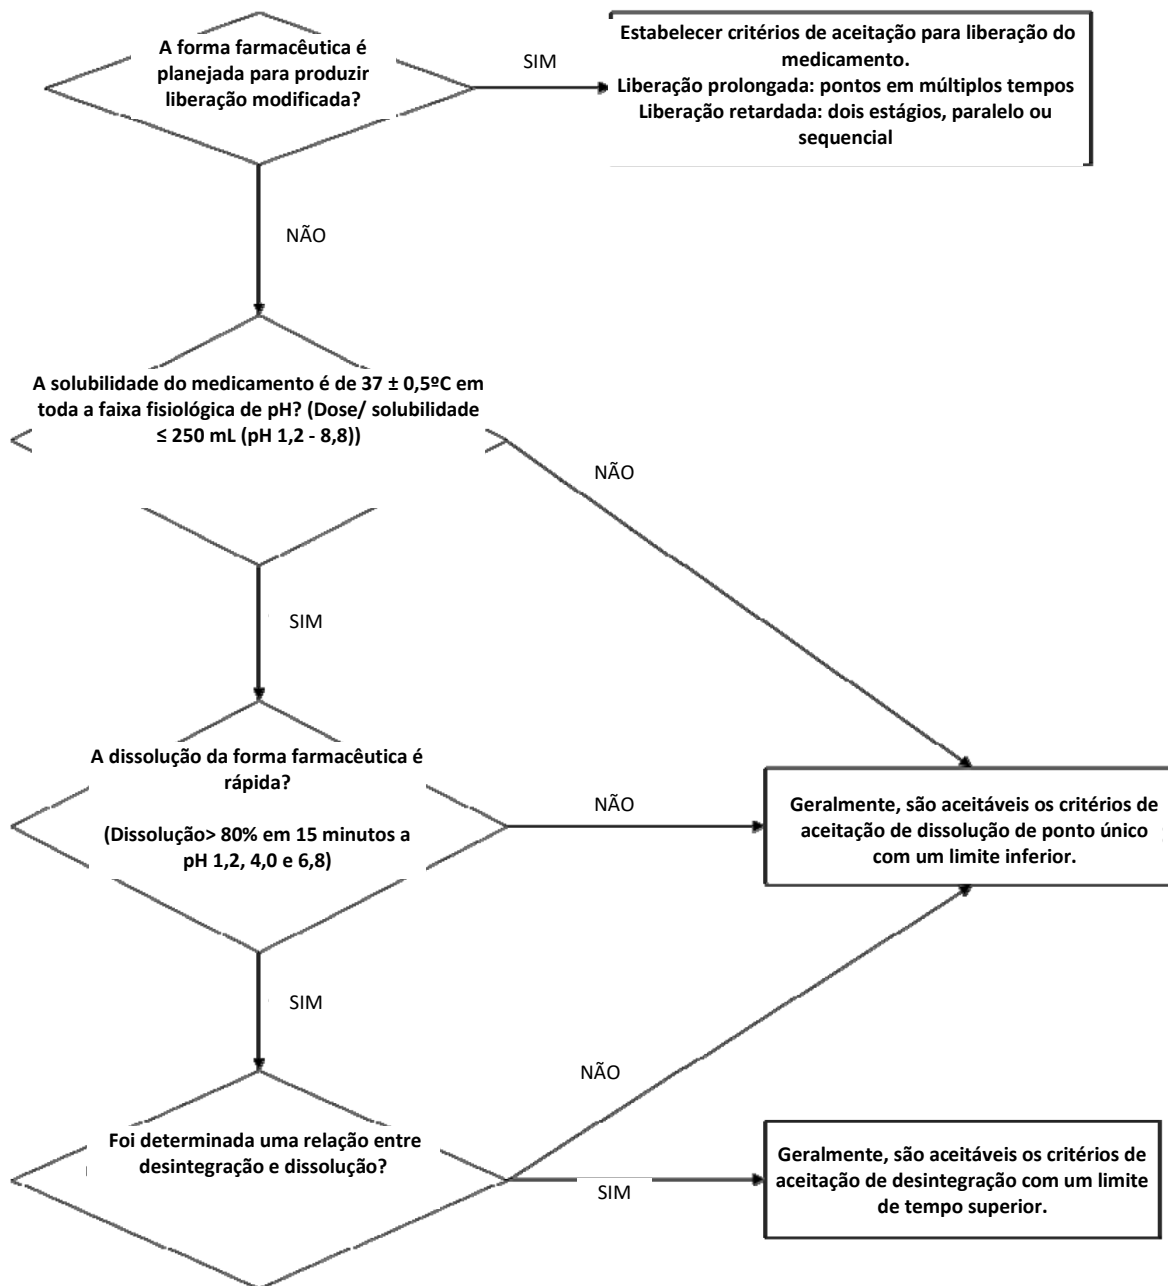 A forma farmacêutica é
planejada para produzir
liberação modificada?
SIM
Estabelecer critérios de aceitação para liberação do
medicamento.
Liberação prolongada: pontos em múltiplos tempos
Liberação retardada: dois estágios, paralelo ou
sequencial
NÃO
A solubilidade do medicamento é de 37 ± 0,5ºC em
toda a faixa fisiológica de pH? (Dose/ solubilidade
≤ 250 mL (pH 1,2 - 8,8))
NÃO
SIM
A dissolução da forma farmacêutica é
rápida?
(Dissolução> 80% em 15 minutos a
pH 1,2, 4,0 e 6,8)
NÃO
Geralmente, são aceitáveis os critérios de
aceitação de dissolução de ponto único
com um limite inferior.
SIM
NÃO
Foi determinada uma relação entre
desintegração e dissolução?
SIM
Geralmente, são aceitáveis os critérios de
aceitação de desintegração com um limite
de tempo superior.